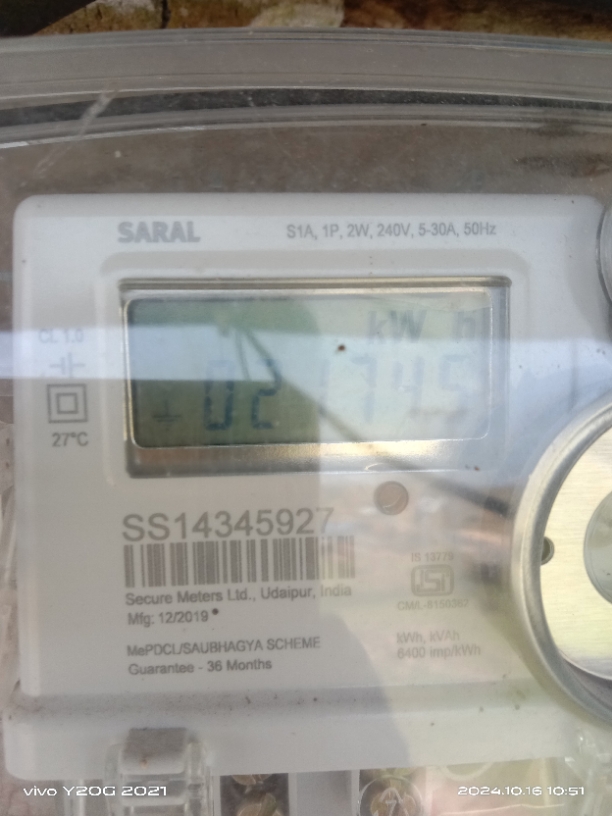 SARAL
S1A, 1P, 2W, 240V, 5-30A, 50Hz
kW h
CL 1.0
27°C
SS14345927
Secure Meters Ltd., Udaipur, India
Mfg: 12/2019
IS 13779
ISI
MePDCL/SAUBHAGYA SCHEME
Guarantee - 36 Months
kWh, kVAh
6400 imp/kWh
vivo Y20G 2021
2024.10.16 10:51